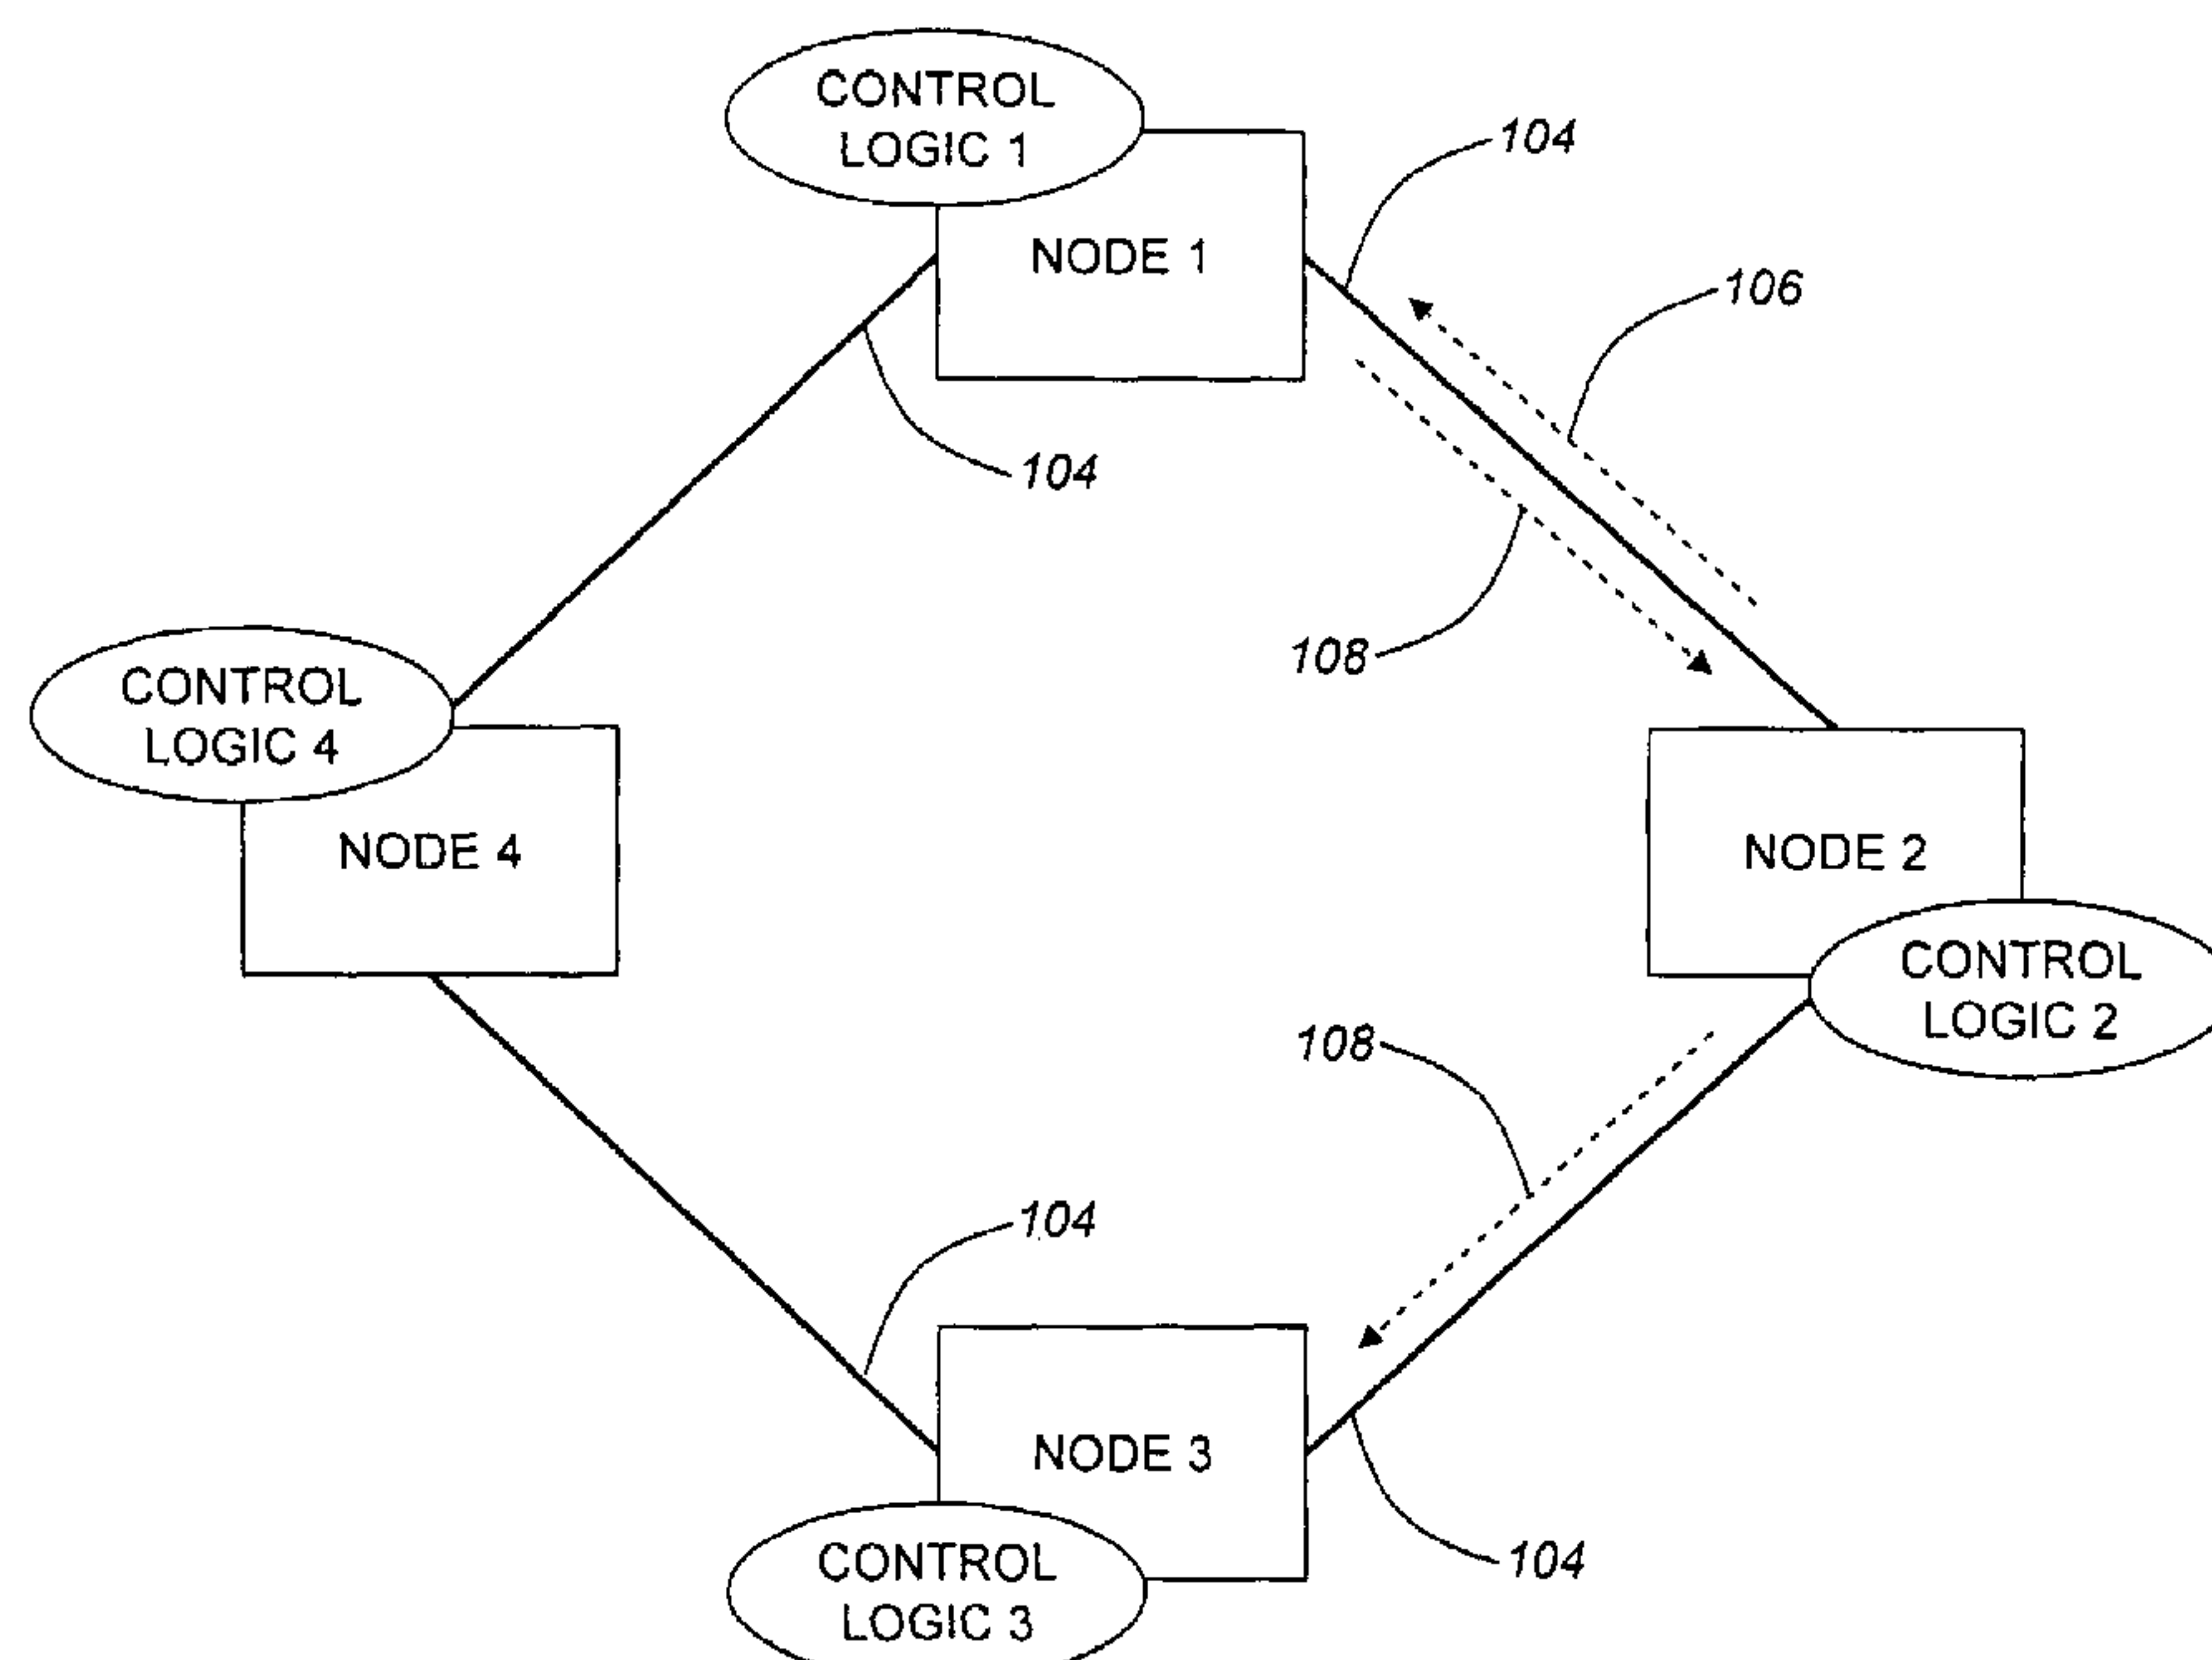 CONTROL
LOGIC 1
104
NODE 1
106
104
108
CONTROL
LOGIC 4
NODE 4
NODE 2
CONTROL
LOGIC 2
108
104
NODE 3
104
CONTROL
LOGIC 3